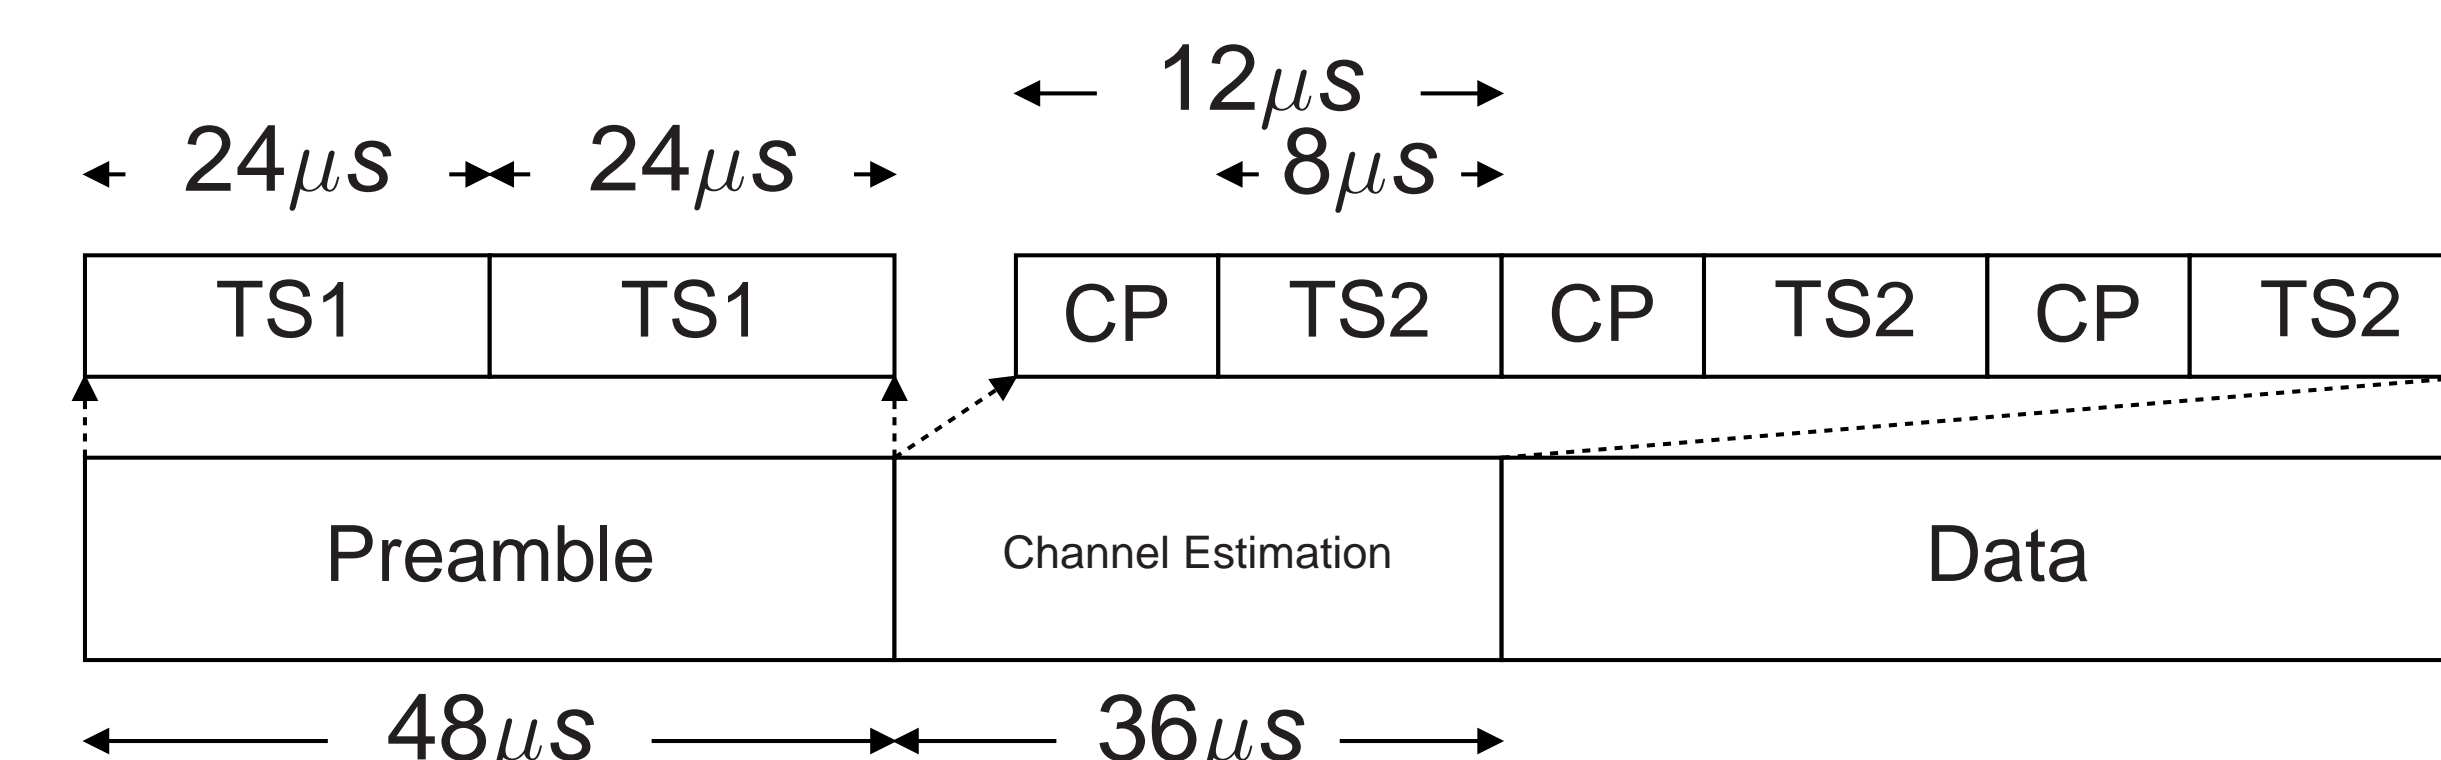 12μs
24μs 24μs 8μs
TS1 TS1 CP TS2 CP TS2 CP TS2
Preamble Channel Estimation Data
48μs 36μs